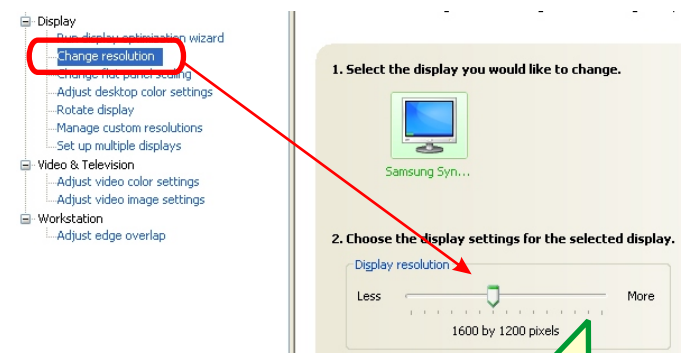 Display
Run display optimization wizard
Change resolution
Change flat panel scaling
Adjust desktop color settings
Rotate display
Manage custom resolutions
Set up multiple displays
Video & Television
Adjust video color settings
Adjust video image settings
Workstation
Adjust edge overlap
1. Select the display you would like to change.
Samsung Syn...
2. Choose the display settings for the selected display.
Display resolution
Less
More
1600 by 1200 pixels